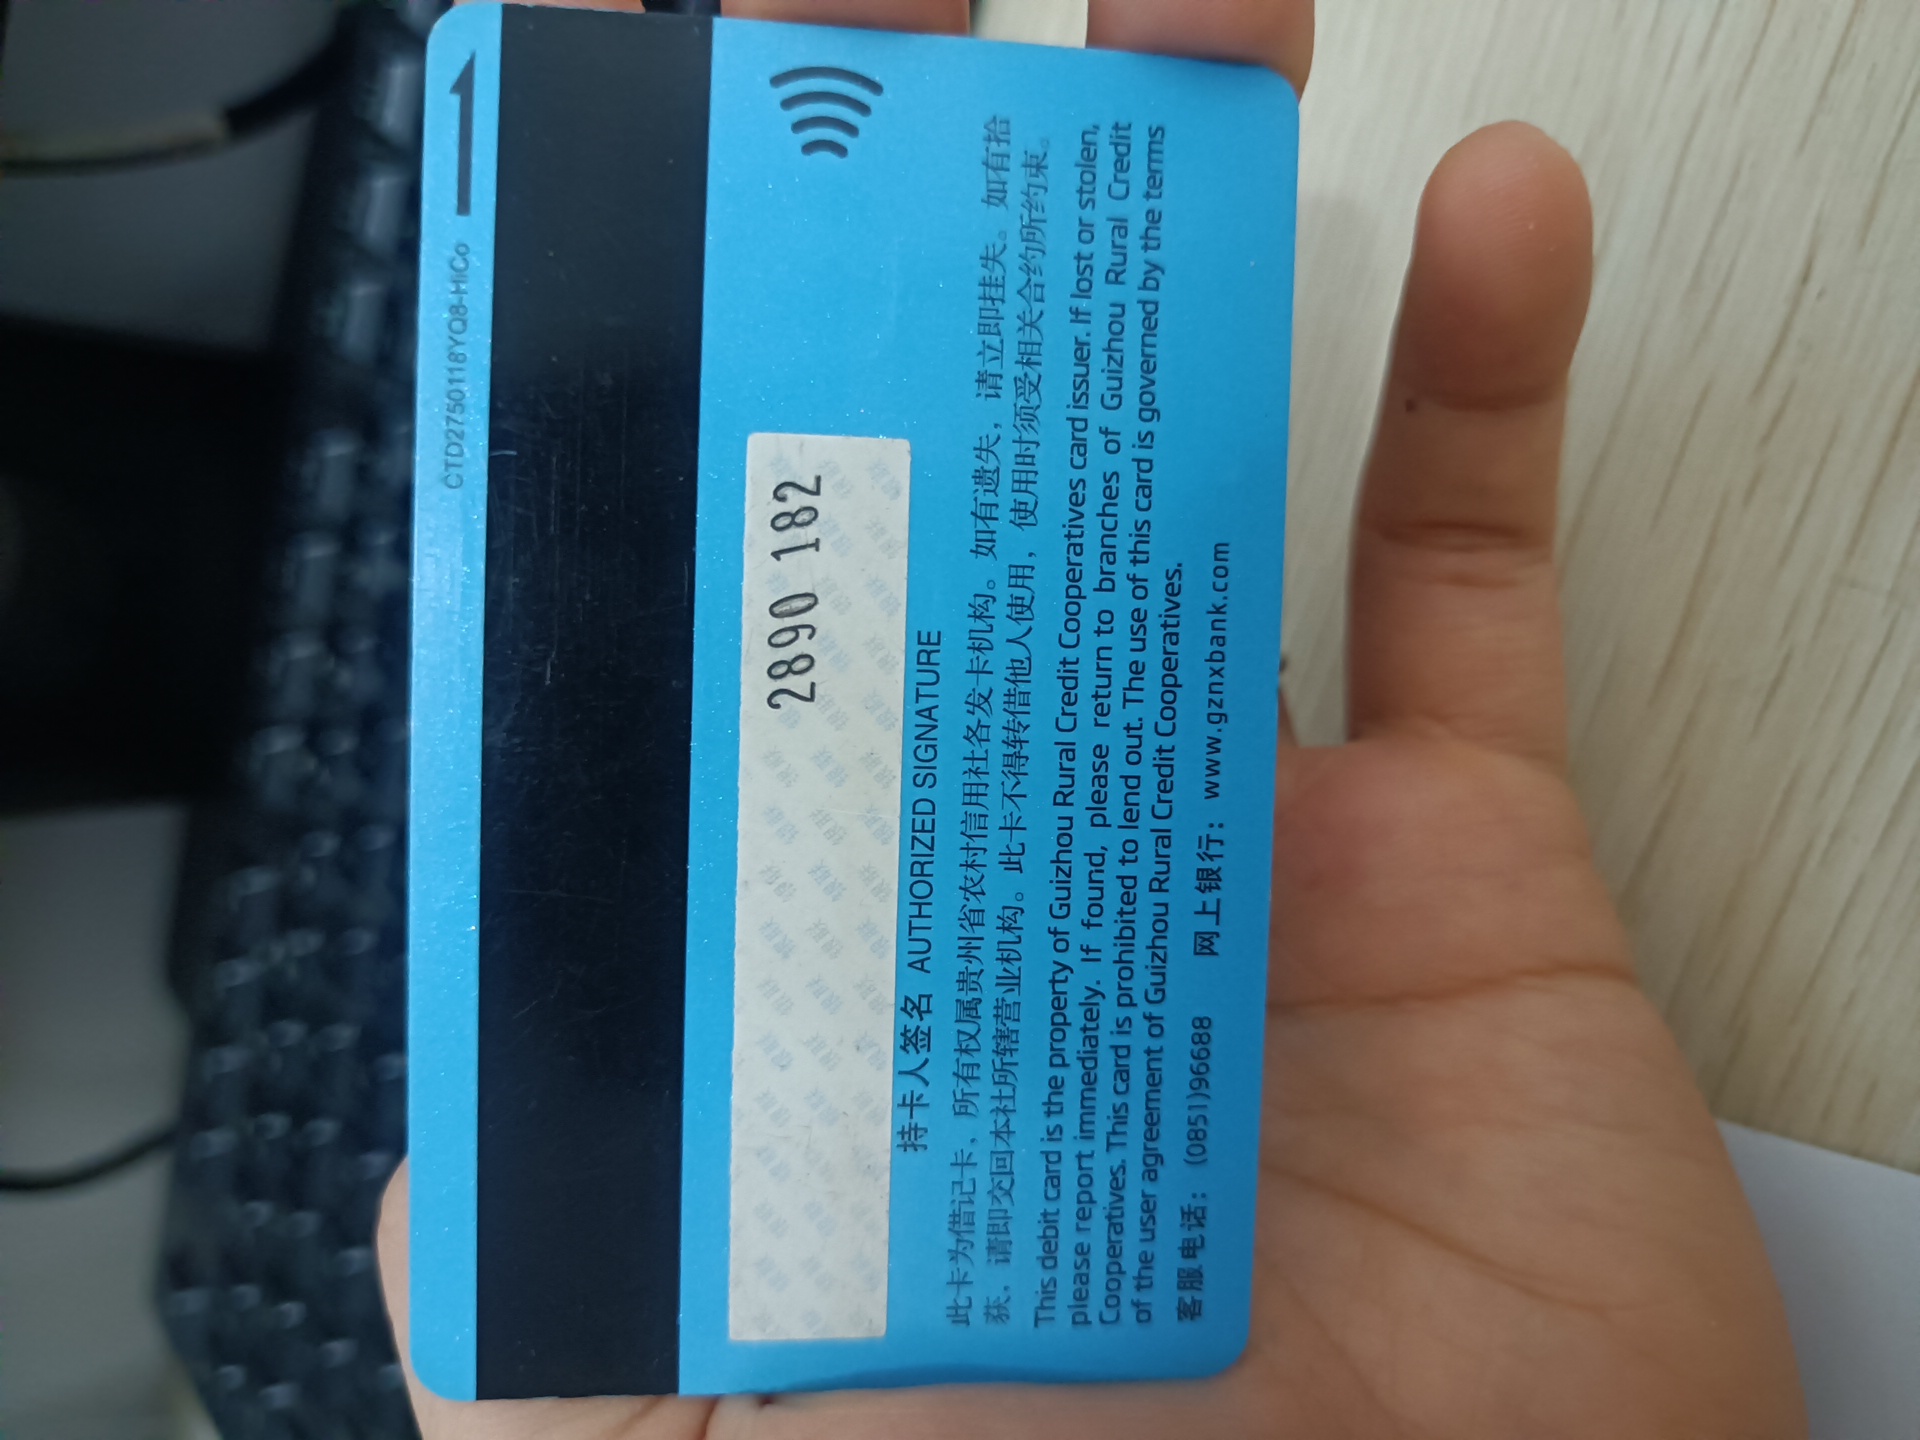 CTD2750118YQ8-HiCo
2890 182
持卡人签名 AUTHORIZED SIGNATURE
此卡为借记卡，所有权属贵州省农村信用社各发卡机构。如有遗失，请立即挂失。如有拾
获，请即交回本社所辖营业机构。此卡不得转借他人使用，使用时须受相关合约所约束。
This debit card is the property of Guizhou Rural Credit Cooperatives card issuer. If lost or stolen,
please report immediately. If found, please return to branches of Guizhou Rural Credit
Cooperatives. This card is prohibited to lend out. The use of this card is governed by the terms
of the user agreement of Guizhou Rural Credit Cooperatives.
客服电话：(0851)96688 网上银行：www.gznxbank.com